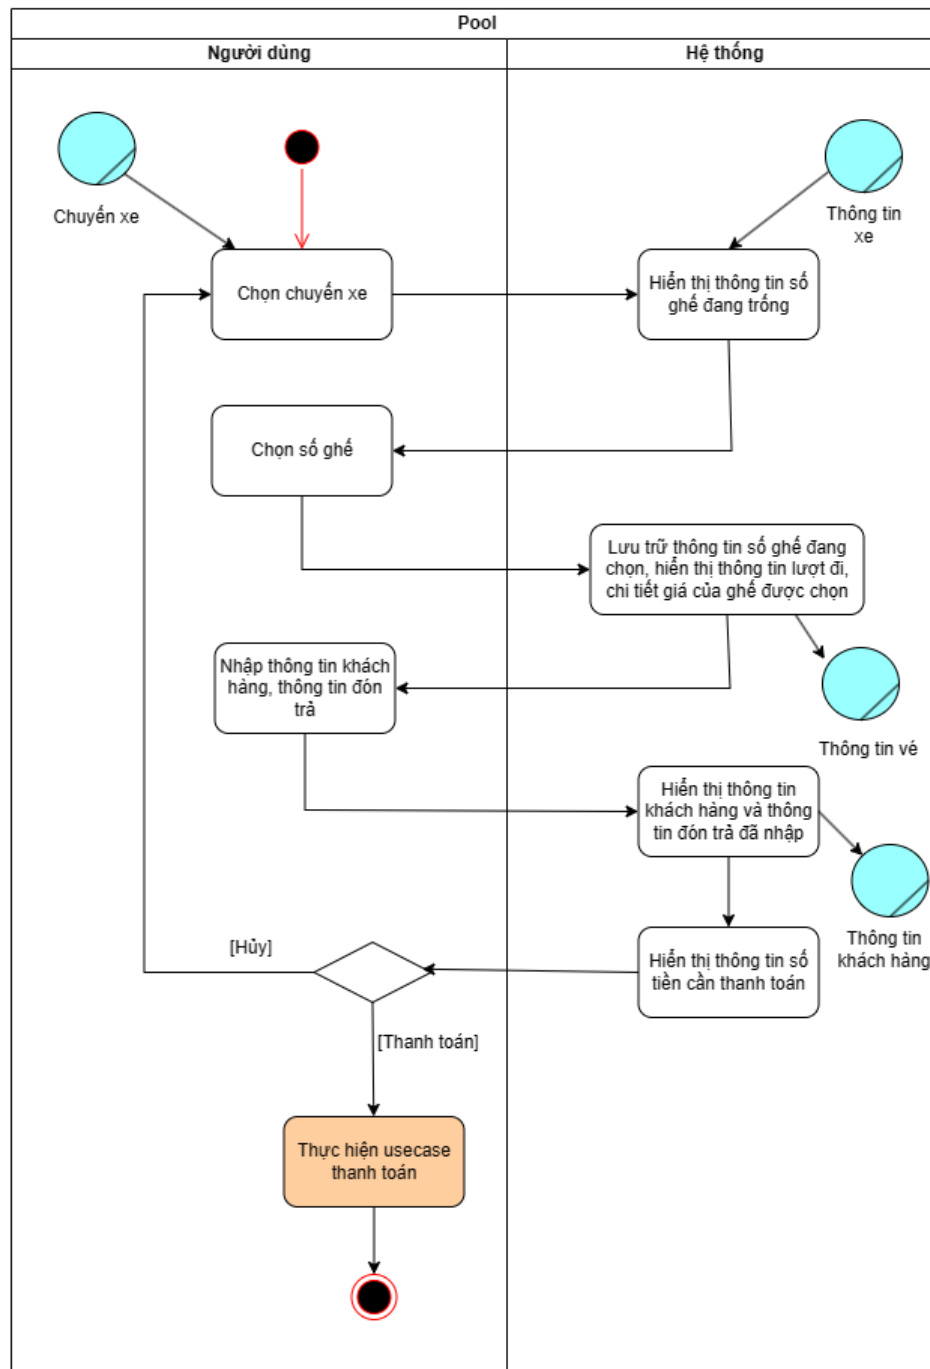 Pool
Người dùng
Hệ thống
Chuyến xe
Thông tin
xe
Chọn chuyến xe
Hiển thị thông tin số
ghế đang trống
Chọn số ghế
Lưu trữ thông tin số ghế đang
chọn, hiển thị thông tin lượt đi,
chi tiết giá của ghế được chọn
Nhập thông tin khách
hàng, thông tin đón
trả
Thông tin vé
Hiển thị thông tin
khách hàng và thông
tin đón trả đã nhập
Thông tin
khách hàng
[Hủy]
Hiển thị thông tin số
tiền cần thanh toán
[Thanh toán]
Thực hiện usecase
thanh toán